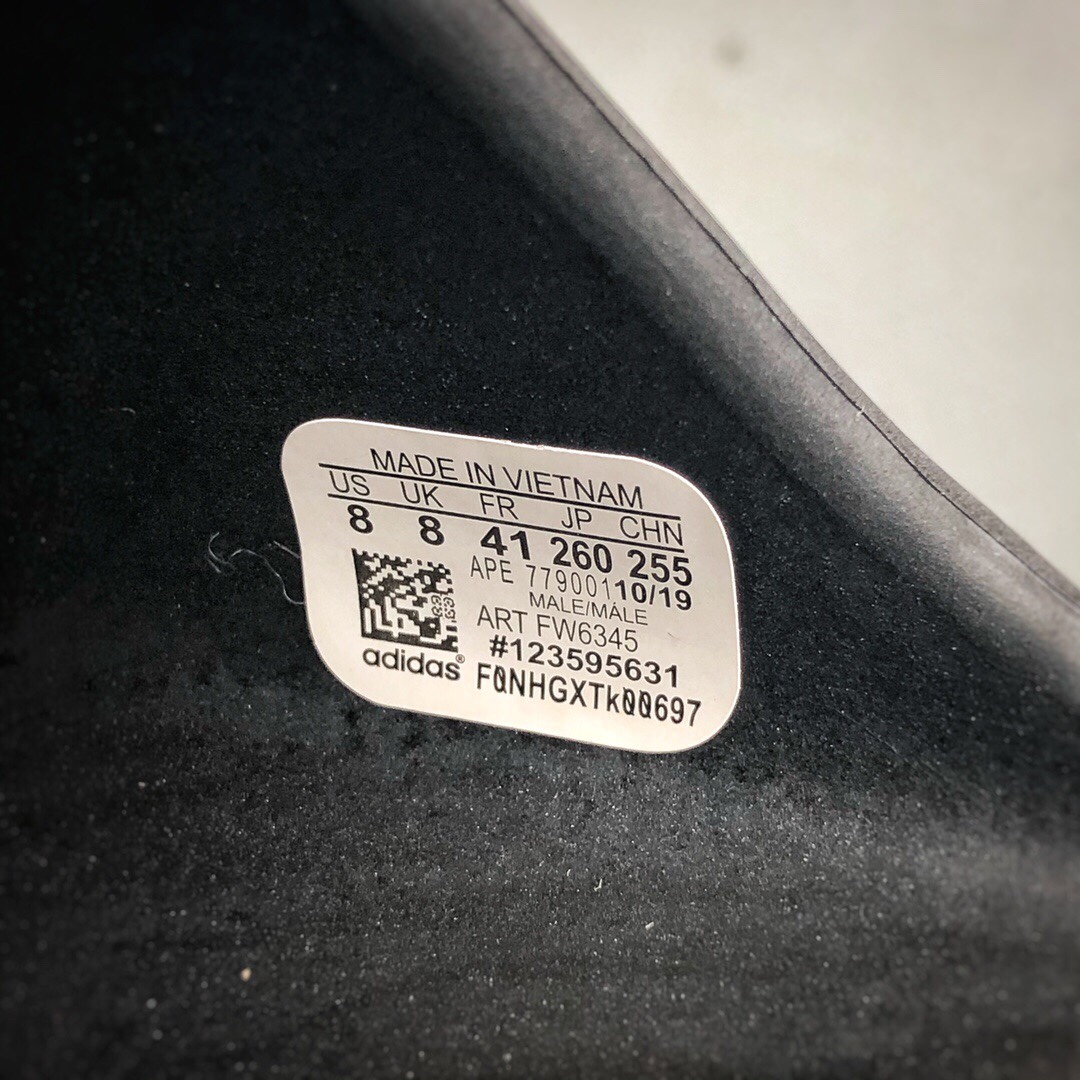 MADE IN VIETNAM
US UK FR JP CHN
8 8 41 260 255
APE 779001 10/19
MALE/MÂLE
ART FW6345
#123595631
adidas®
FQNHGXTk00697